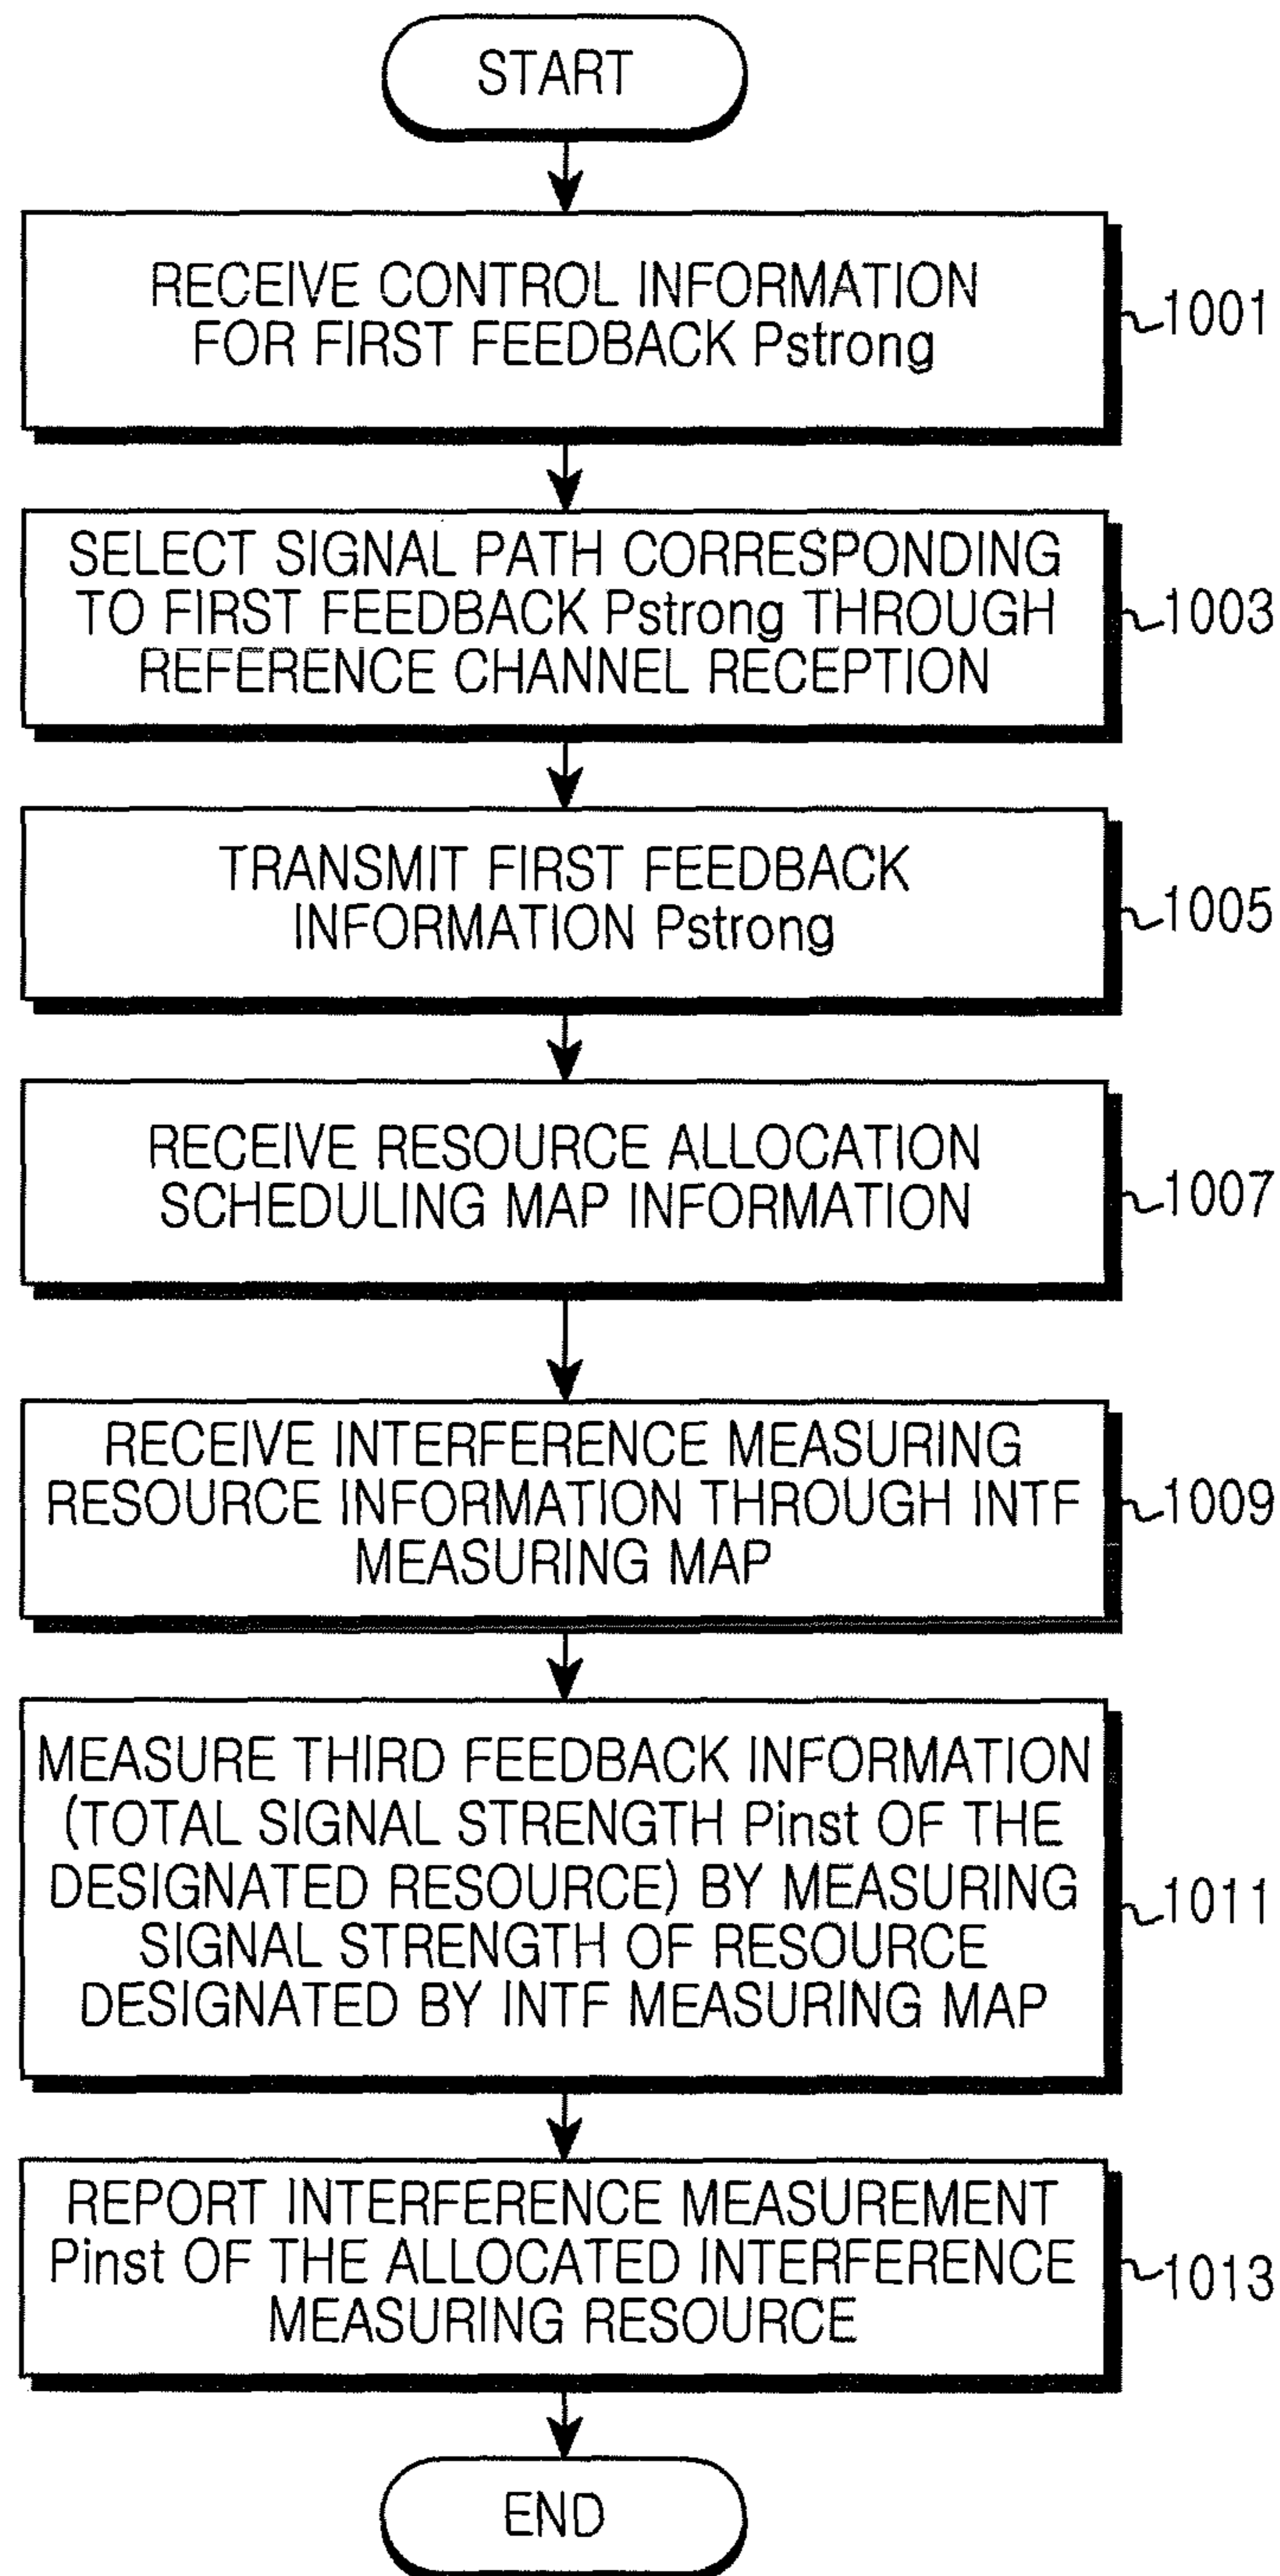 START
RECEIVE CONTROL INFORMATION
FOR FIRST FEEDBACK Pstrong
1001
SELECT SIGNAL PATH CORRESPONDING
TO FIRST FEEDBACK Pstrong THROUGH
REFERENCE CHANNEL RECEPTION
1003
TRANSMIT FIRST FEEDBACK
INFORMATION Pstrong
1005
RECEIVE RESOURCE ALLOCATION
SCHEDULING MAP INFORMATION
1007
RECEIVE INTERFERENCE MEASURING
RESOURCE INFORMATION THROUGH INTF
MEASURING MAP
1009
MEASURE THIRD FEEDBACK INFORMATION
(TOTAL SIGNAL STRENGTH Pinst OF THE
DESIGNATED RESOURCE) BY MEASURING
SIGNAL STRENGTH OF RESOURCE
DESIGNATED BY INTF MEASURING MAP
1011
REPORT INTERFERENCE MEASUREMENT
Pinst OF THE ALLOCATED INTERFERENCE
MEASURING RESOURCE
1013
END